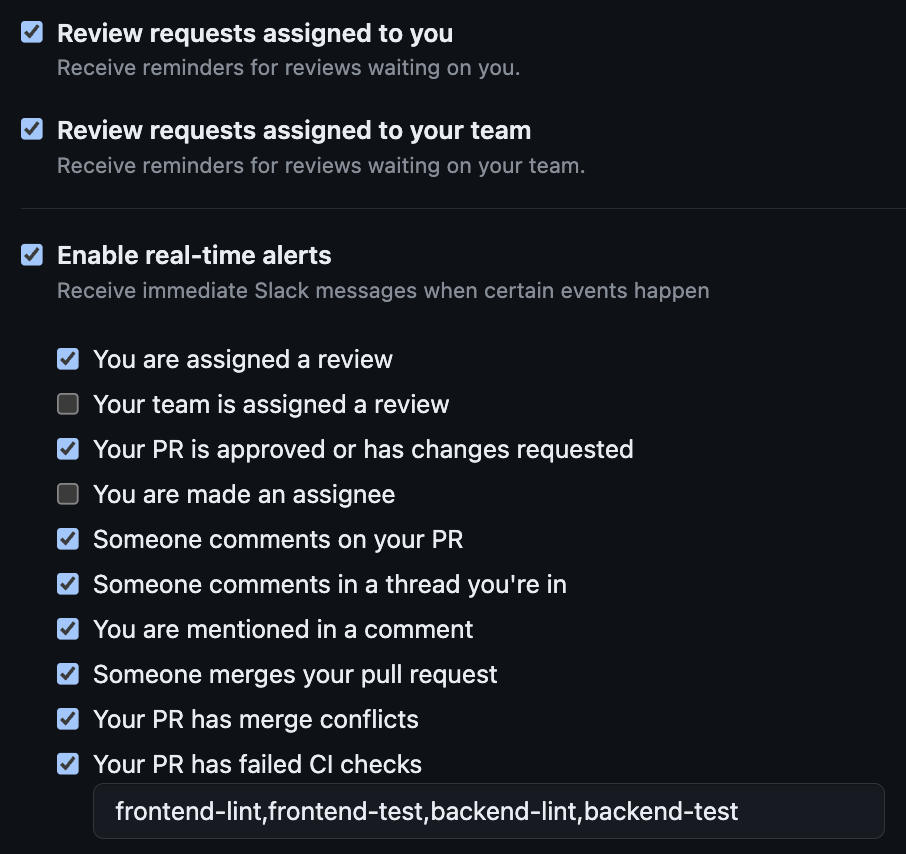 Review requests assigned to you
Receive reminders for reviews waiting on you.
Review requests assigned to your team
Receive reminders for reviews waiting on your team.
Enable real-time alerts
Receive immediate Slack messages when certain events happen
You are assigned a review
Your team is assigned a review
Your PR is approved or has changes requested
You are made an assignee
Someone comments on your PR
Someone comments in a thread you're in
You are mentioned in a comment
Someone merges your pull request
Your PR has merge conflicts
Your PR has failed CI checks
frontend-lint,frontend-test,backend-lint,backend-test